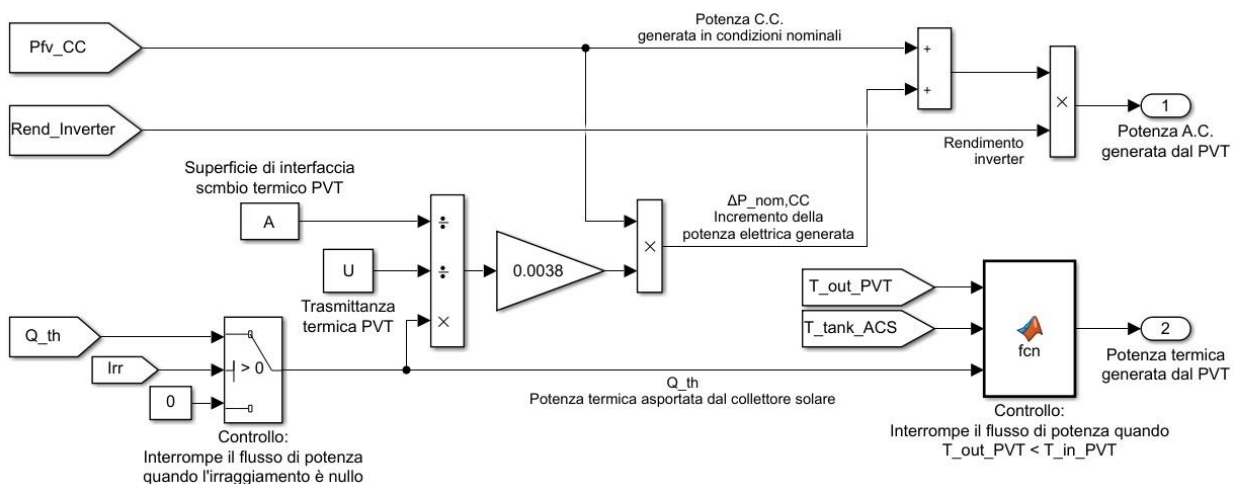 Pfv_CC
Potenza C.C.
generata in condizioni nominali
+
+
×
1
Potenza A.C.
generata dal PVT
Rend_Inverter
Rendimento
inverter
Superficie di interfaccia
scmbio termico PVT
A
÷
U
÷
Trasmittanza
termica PVT
×
0.0038
×
ΔP_nom,CC
Incremento della
potenza elettrica generata
T_out_PVT
T_tank_ACS
fcn
2
Potenza termica
generata dal PVT
Q_th
Irr
> 0
0
Q_th
Potenza termica asportata dal collettore solare
Controllo:
Interrompe il flusso di potenza
quando l'irraggiamento è nullo
Controllo:
Interrompe il flusso di potenza quando
T_out_PVT < T_in_PVT